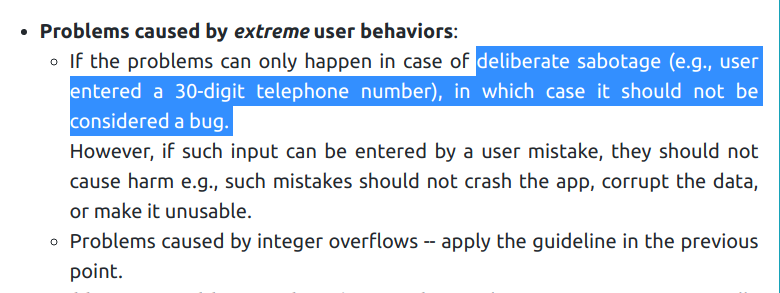 • Problems caused by extreme user behaviors:
◦ If the problems can only happen in case of deliberate sabotage (e.g., user
entered a 30-digit telephone number), in which case it should not be
considered a bug.
However, if such input can be entered by a user mistake, they should not
cause harm e.g., such mistakes should not crash the app, corrupt the data,
or make it unusable.
◦ Problems caused by integer overflows -- apply the guideline in the previous
point.